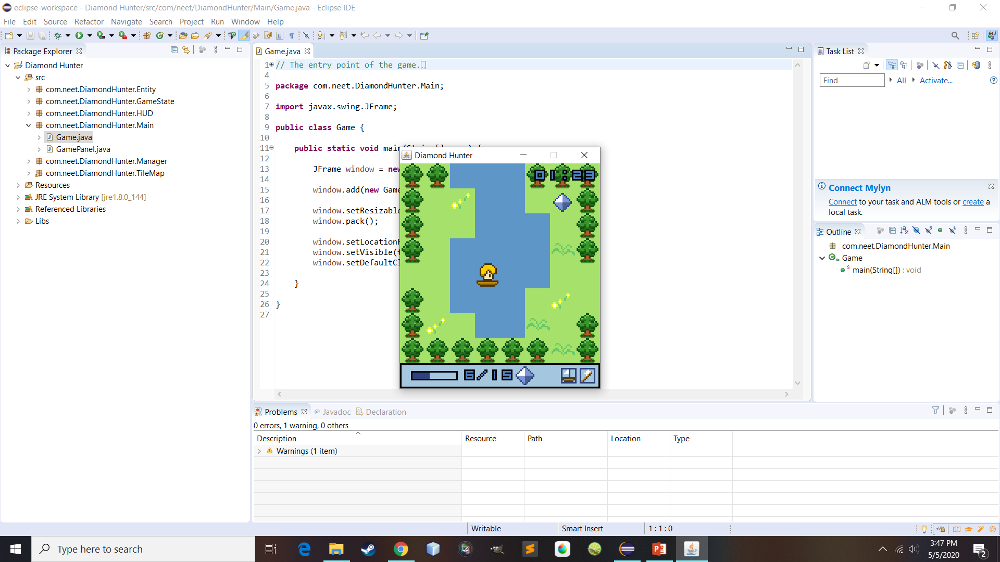 eclipse-workspace - Diamond Hunter/src/com/neet/DiamondHunter/Main/Game.java - Eclipse IDE
File Edit Source Refactor Navigate Search Project Run Window Help
Package Explorer
Diamond Hunter
src
com.neet.DiamondHunter.Entity
com.neet.DiamondHunter.GameState
com.neet.DiamondHunter.HUD
com.neet.DiamondHunter.Main
Game.java
GamePanel.java
com.neet.DiamondHunter.Manager
com.neet.DiamondHunter.TileMap
Resources
JRE System Library [jre1.8.0_144]
Referenced Libraries
Libs
Game.java
1 // The entry point of the game.
4
5 package com.neet.DiamondHunter.Main;
6
7 import javax.swing.JFrame;
8
9 public class Game {
10
11 public static void main(String[] args) {
12
13 JFrame window = new
14
15 window.add(new Game
16
17 window.setResizable
18 window.pack();
19
20 window.setLocation
21 window.setVisible(
22 window.setDefaultCl
23
24 }
25
26 }
27
Diamond Hunter
01:23
6/15
Task List
Find All Activate...
Connect Mylyn
Connect to your task and ALM tools or create a
local task.
Outline
com.neet.DiamondHunter.Main
Game
main(String[]) : void
Problems Javadoc Declaration
0 errors, 1 warning, 0 others
Description Resource Path Location Type
Warnings (1 item)
Writable Smart Insert 1 : 1 : 0
Type here to search
3:47 PM
5/5/2020
2